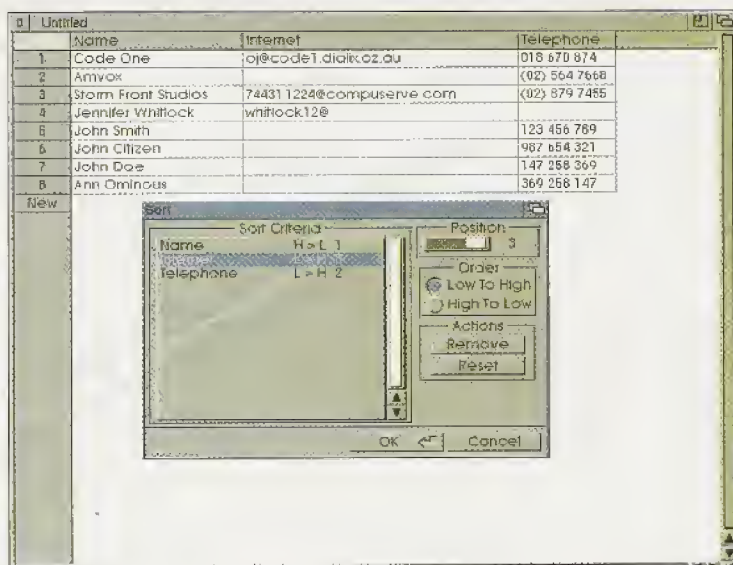 Untitled
Name Internet Telephone
1 Code One oj@code1.dialix.oz.au 018 670 874
2 Amvox (02) 564 7668
3 Storm Front Studios 744311224@compuserve.com (02) 879 7455
4 Jennifer Whitlock whitlock12@
5 John Smith 123 456 789
6 John Citizen 987 654 321
7 John Doe 147 258 369
8 Ann Ominous 369 258 147
New
Sort
Sort Criteria
Name H>L 1
Telephone L>H 2
Position
3
Order
Low To High
High To Low
Actions
Remove
Reset
OK Cancel